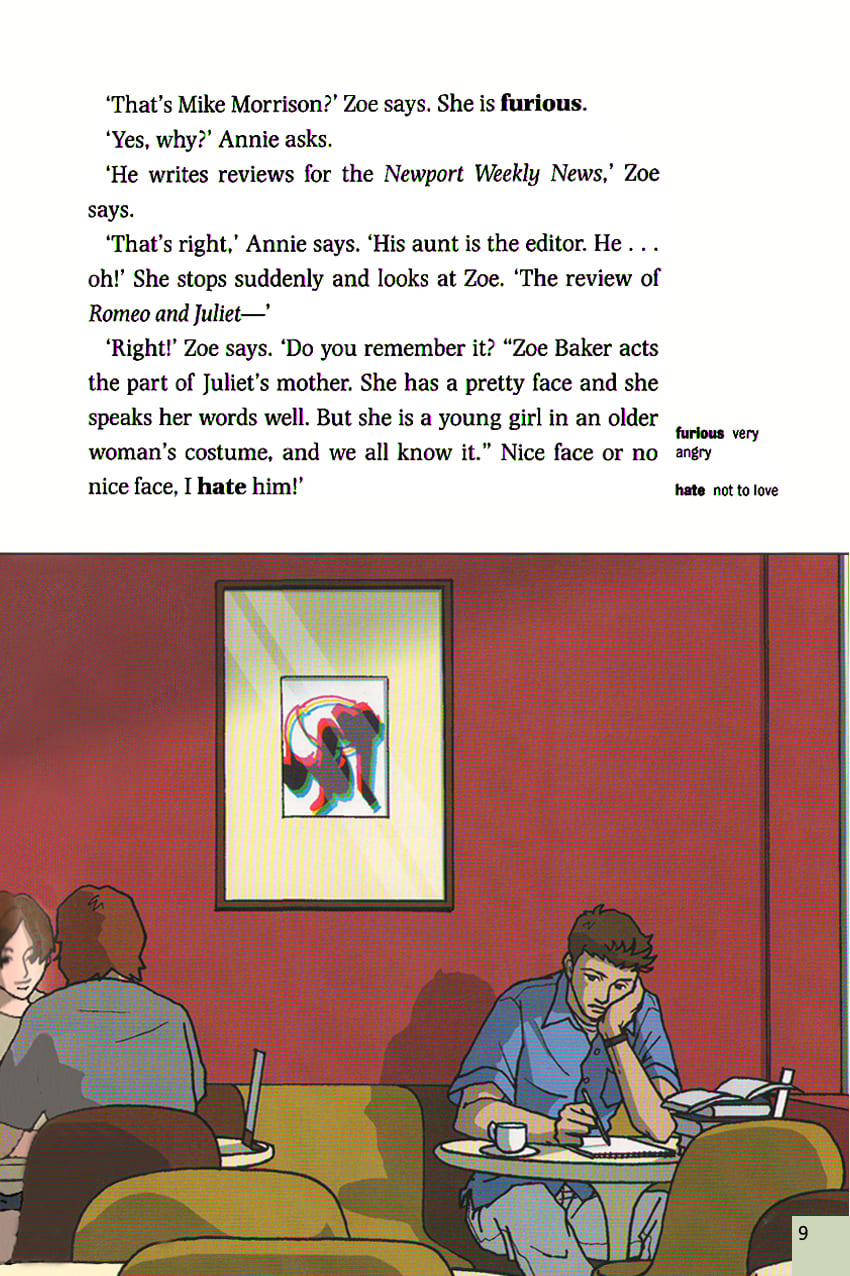 ‘That’s Mike Morrison?’ Zoe says. She is furious.
‘Yes, why?’ Annie asks.
‘He writes reviews for the Newport Weekly News,’ Zoe
says.
‘That’s right,’ Annie says. ‘His aunt is the editor. He . . .
oh!’ She stops suddenly and looks at Zoe. ‘The review of
Romeo and Juliet—’
‘Right!’ Zoe says. ‘Do you remember it? “Zoe Baker acts
the part of Juliet’s mother. She has a pretty face and she
speaks her words well. But she is a young girl in an older
woman’s costume, and we all know it.” Nice face or no
nice face, I hate him!’
furious very
angry
hate not to love
9